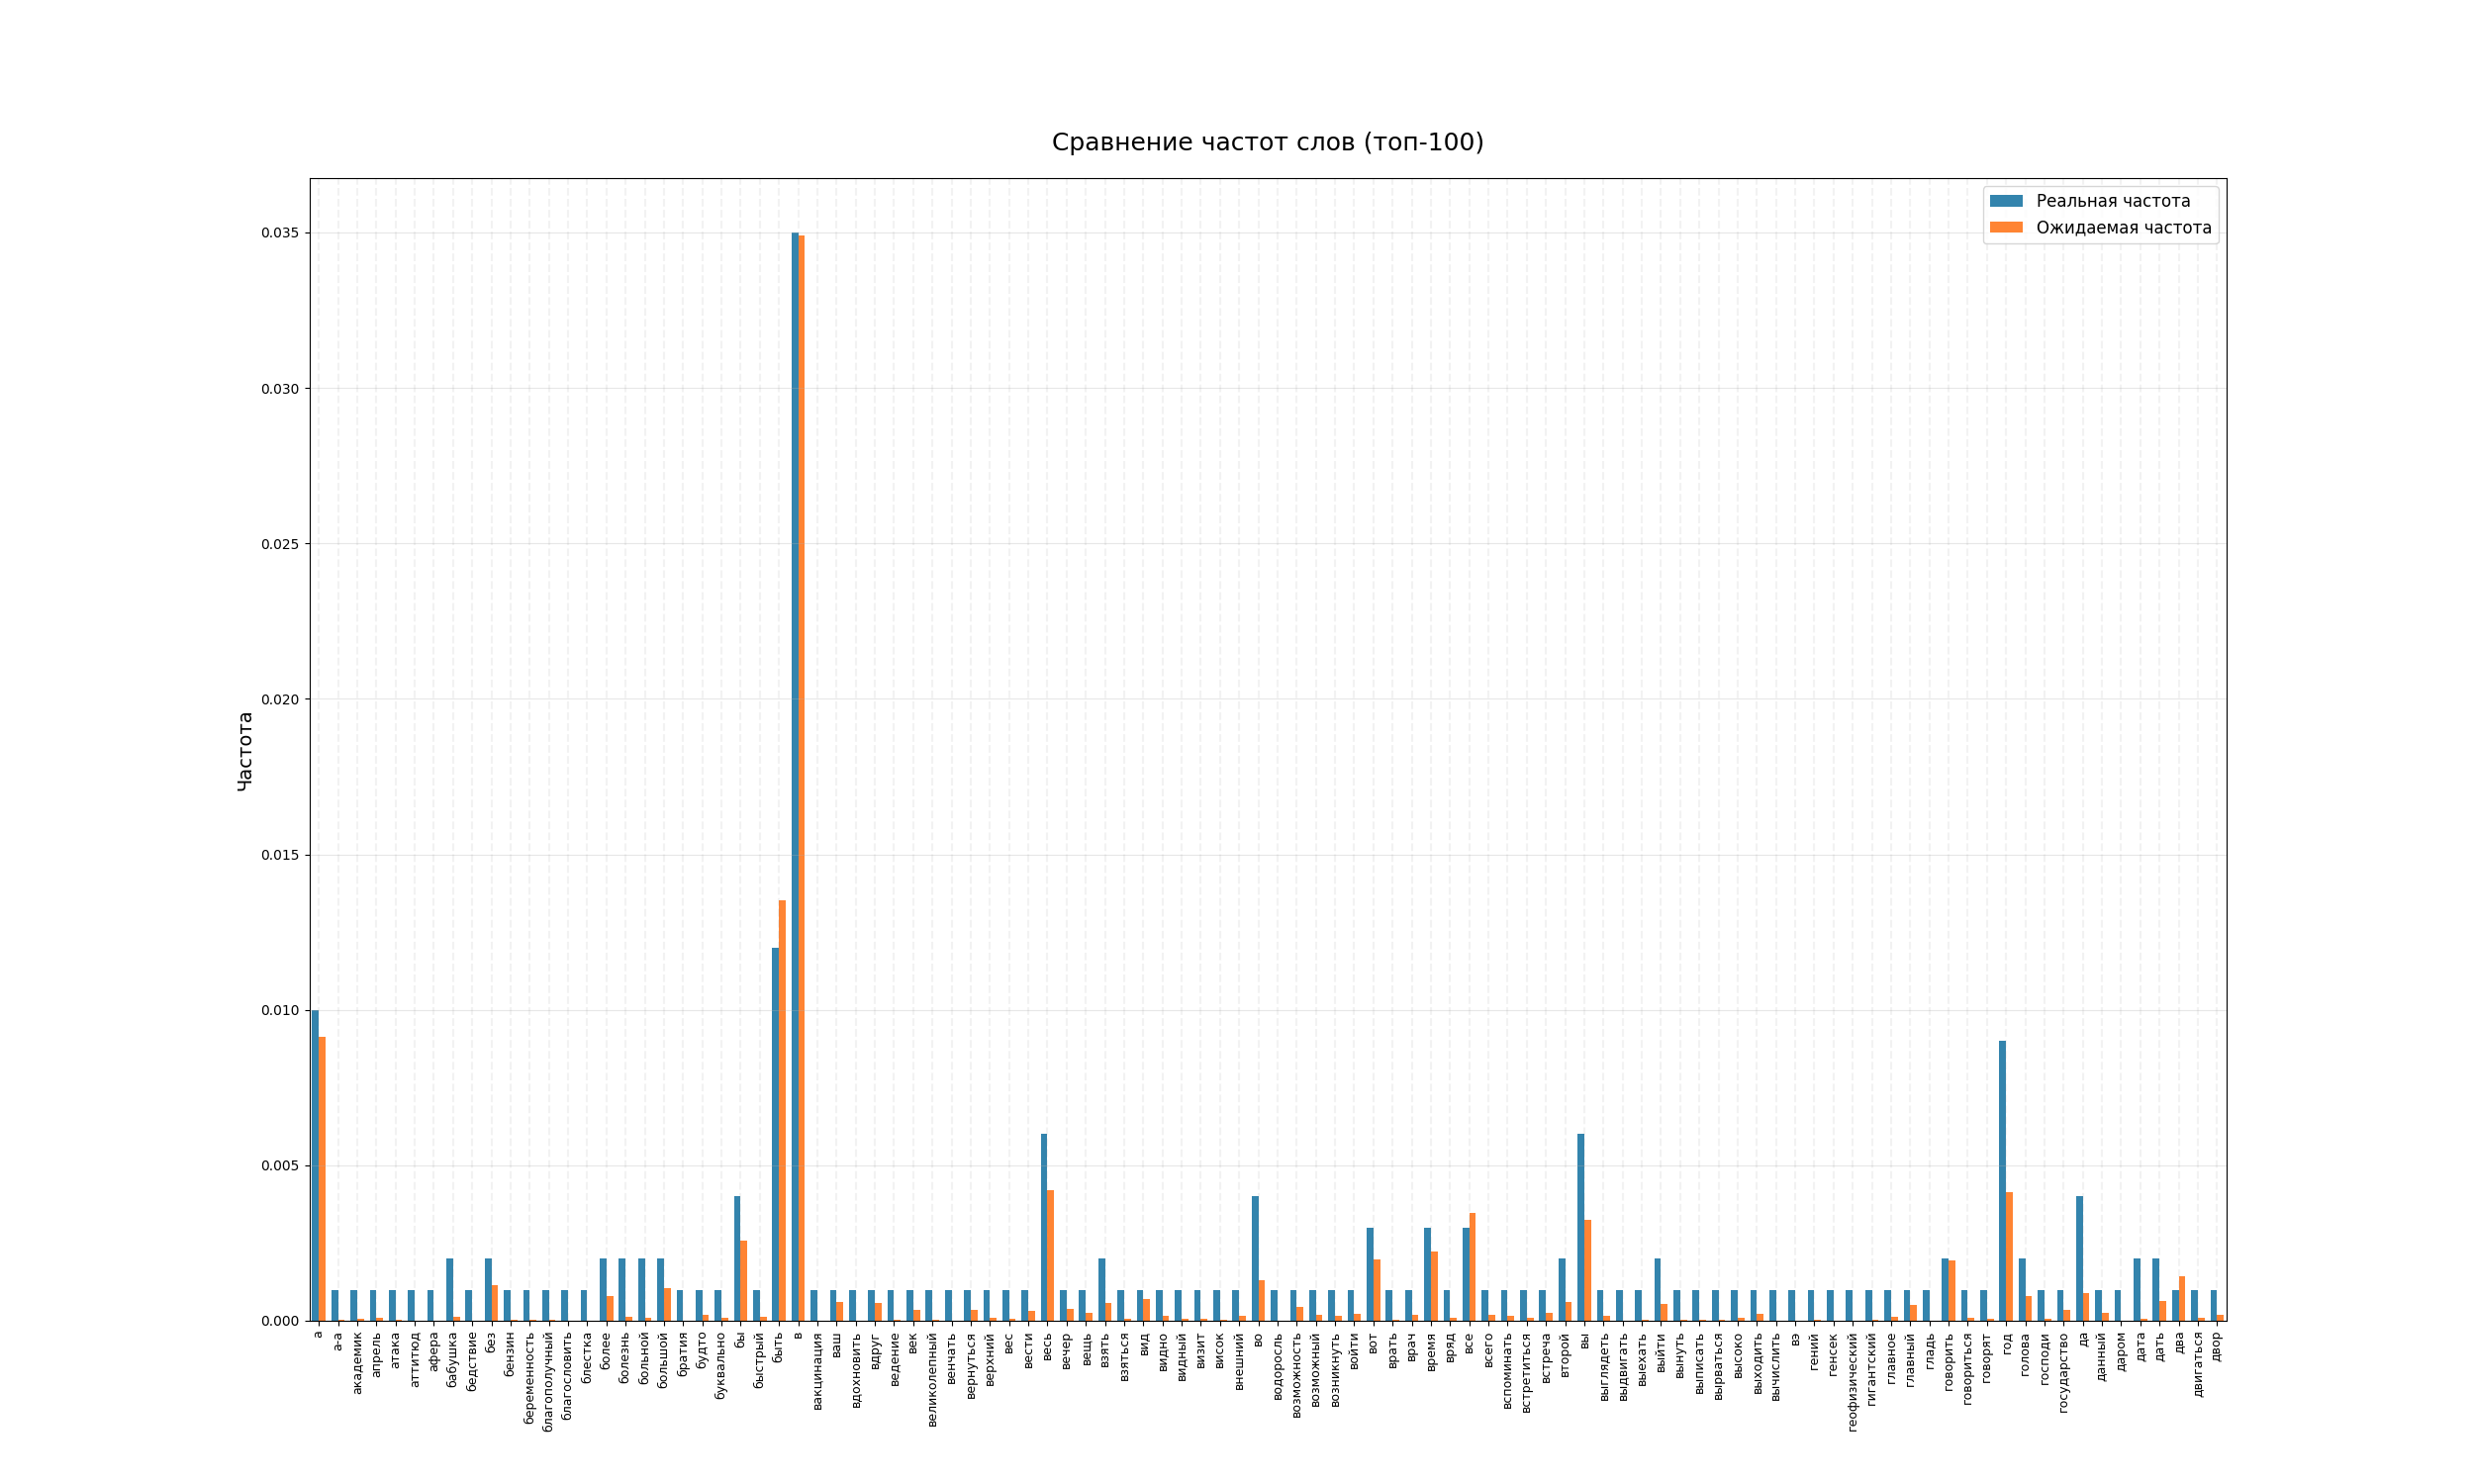 Сравнение частот слов (топ-100)
Реальная частота
Ожидаемая частота
Частота
0.035
0.030
0.025
0.020
0.015
0.010
0.005
0.000
а
а-а
академик
апрель
атака
аттитюд
афера
бабушка
бедствие
без
бензин
беременность
благополучный
благословить
блестка
более
болезнь
больной
большой
братия
будто
буквально
бы
быстрый
быть
в
вакцинация
ваш
вдохновить
вдруг
ведение
век
великолепный
венчать
вернуться
верхний
вес
вести
весь
вечер
вещь
взять
взяться
вид
видно
видный
визит
висок
внешний
во
водоросль
возможность
возможный
возникнуть
войти
вот
врать
врач
время
вряд
все
всего
вспоминать
встретиться
встреча
второй
вы
выглядеть
выдвигать
выехать
выйти
вынуть
выписать
вырваться
высоко
выходить
вычислить
вэ
гений
генсек
геофизический
гигантский
главное
главный
гладь
говорить
говориться
говорят
год
голова
господи
государство
да
данный
даром
дата
дать
два
двигаться
двор